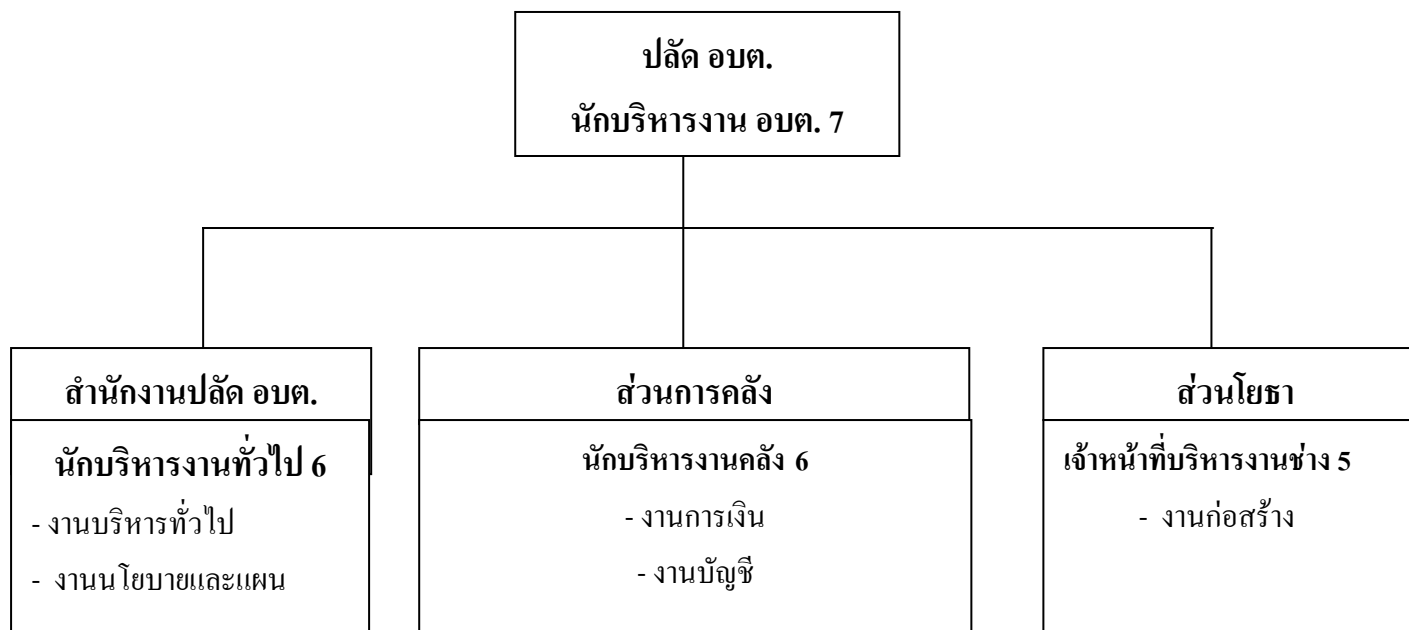 ปลัด อบต.
นักบริหารงาน อบต. 7
สำนักงานปลัด อบต.
นักบริหารงานทั่วไป 6
- งานบริหารทั่วไป
- งานนโยบายและแผน
ส่วนการคลัง
นักบริหารงานคลัง 6
- งานการเงิน
- งานบัญชี
ส่วนโยธา
เจ้าหน้าที่บริหารงานช่าง 5
- งานก่อสร้าง